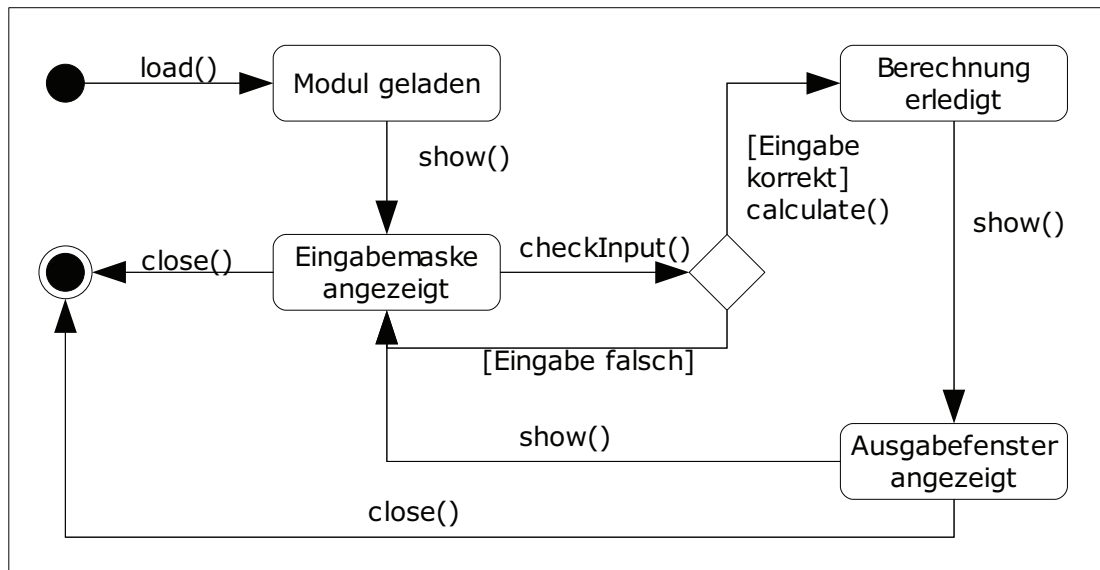 load()
Modul geladen
Berechnung
erledigt
show()
[Eingabe
korrekt]
calculate()
show()
close()
Eingabemaske
angezeigt
checkInput()
[Eingabe falsch]
show()
Ausgabefenster
angezeigt
close()